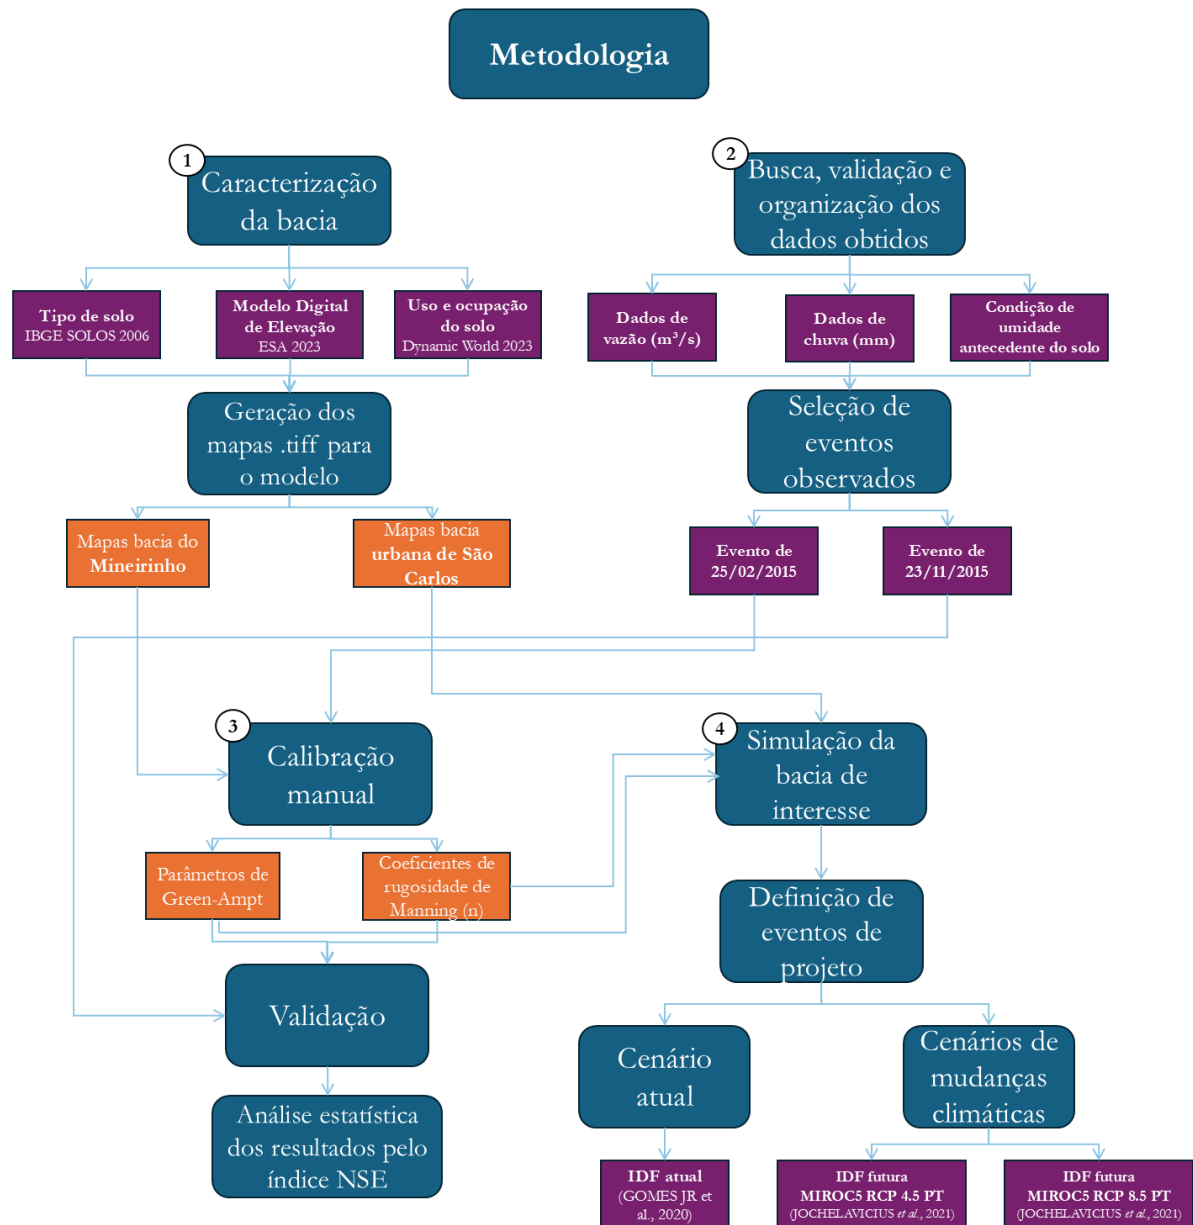 Metodologia
1
Caracterização
da bacia
2
Busca, validação e
organização dos
dados obtidos
Tipo de solo
IBGE SOLOS 2006
Modelo Digital
de Elevação
ESA 2023
Uso e ocupação
do solo
Dynamic World 2023
Dados de
vazão (m³/s)
Dados de
chuva (mm)
Condição de
umidade
antecedente do solo
Geração dos
mapas .tiff para
o modelo
Seleção de
eventos
observados
Mapas bacia do
Mineirinho
Mapas bacia
urbana de São
Carlos
Evento de
25/02/2015
Evento de
23/11/2015
3
Calibração
manual
4
Simulação da
bacia de
interesse
Parâmetros de
Green-Ampt
Coeficientes de
rugosidade de
Manning (n)
Definição de
eventos de
projeto
Validação
Cenário
atual
Cenários de
mudanças
climáticas
Análise estatística
dos resultados pelo
índice NSE
IDF atual
(GOMES JR et
al., 2020)
IDF futura
MIROC5 RCP 4.5 PT
(JOCHELAVICIUS et al., 2021)
IDF futura
MIROC5 RCP 8.5 PT
(JOCHELAVICIUS et al., 2021)